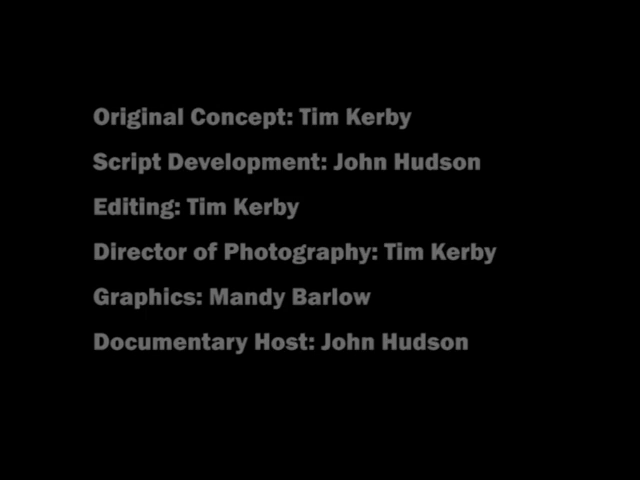 Original Concept: Tim Kerby
Script Development: John Hudson
Editing: Tim Kerby
Director of Photography: Tim Kerby
Graphics: Mandy Barlow
Documentary Host: John Hudson